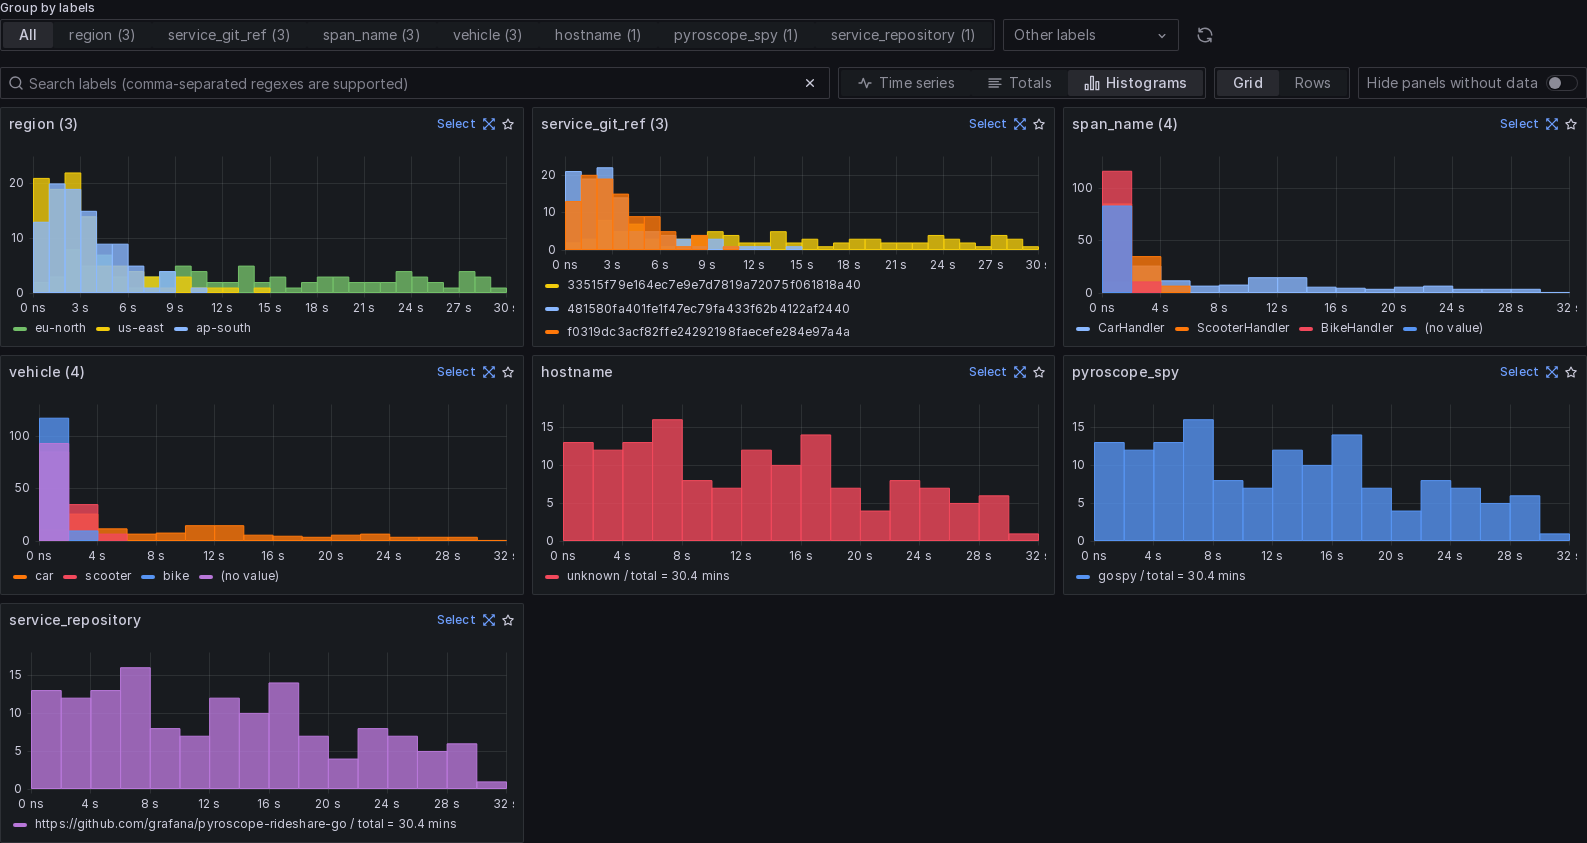 Group by labels
All region (3) service_git_ref (3) span_name (3) vehicle (3) hostname (1) pyroscope_spy (1) service_repository (1) Other labels
Search labels (comma-separated regexes are supported) Time series Totals Histograms Grid Rows Hide panels without data
region (3) Select
20
10
0
0 ns 3 s 6 s 9 s 12 s 15 s 18 s 21 s 24 s 27 s 30 s
eu-north us-east ap-south
service_git_ref (3) Select
20
10
0
0 ns 3 s 6 s 9 s 12 s 15 s 18 s 21 s 24 s 27 s 30
33515f79e164ec7e9e7d7819a72075f061818a40
481580fa401fe1f47ec79fa433f62b4122af2440
f0319dc3acf82ffe24292198faecefe284e97a4a
span_name (4) Select
100
50
0
0 ns 4 s 8 s 12 s 16 s 20 s 24 s 28 s 32
CarHandler ScooterHandler BikeHandler (no value)
vehicle (4) Select
100
50
0
0 ns 4 s 8 s 12 s 16 s 20 s 24 s 28 s 32
car scooter bike (no value)
hostname Select
15
10
5
0
0 ns 4 s 8 s 12 s 16 s 20 s 24 s 28 s 32
unknown / total = 30.4 mins
pyroscope_spy Select
15
10
5
0
0 ns 4 s 8 s 12 s 16 s 20 s 24 s 28 s 32
gospy / total = 30.4 mins
service_repository Select
15
10
5
0
0 ns 4 s 8 s 12 s 16 s 20 s 24 s 28 s 32
https://github.com/grafana/pyroscope-rideshare-go / total = 30.4 mins